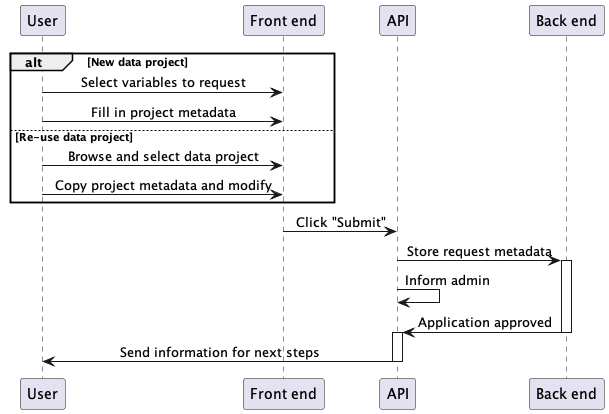 User Front end API Back end
alt [New data project]
Select variables to request
Fill in project metadata
[Re-use data project]
Browse and select data project
Copy project metadata and modify
Click "Submit"
Store request metadata
Inform admin
Application approved
Send information for next steps
User Front end API Back end